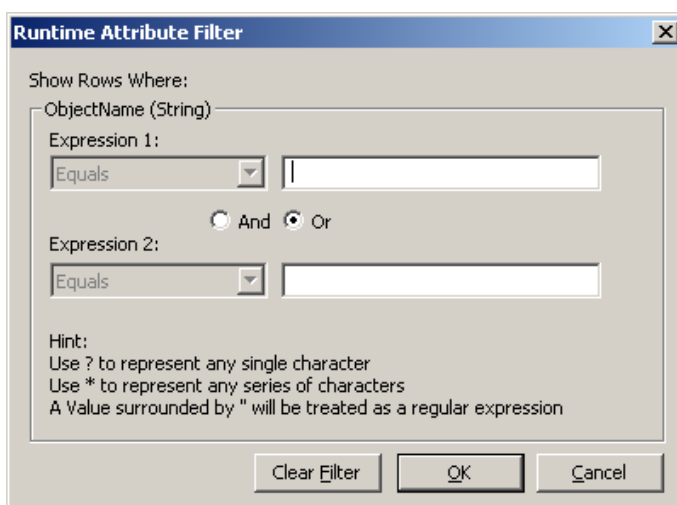 Runtime Attribute Filter
Show Rows Where:
ObjectName (String)
Expression 1:
Equals
And Or
Expression 2:
Equals
Hint:
Use ? to represent any single character
Use * to represent any series of characters
A Value surrounded by " will be treated as a regular expression
Clear Filter OK Cancel